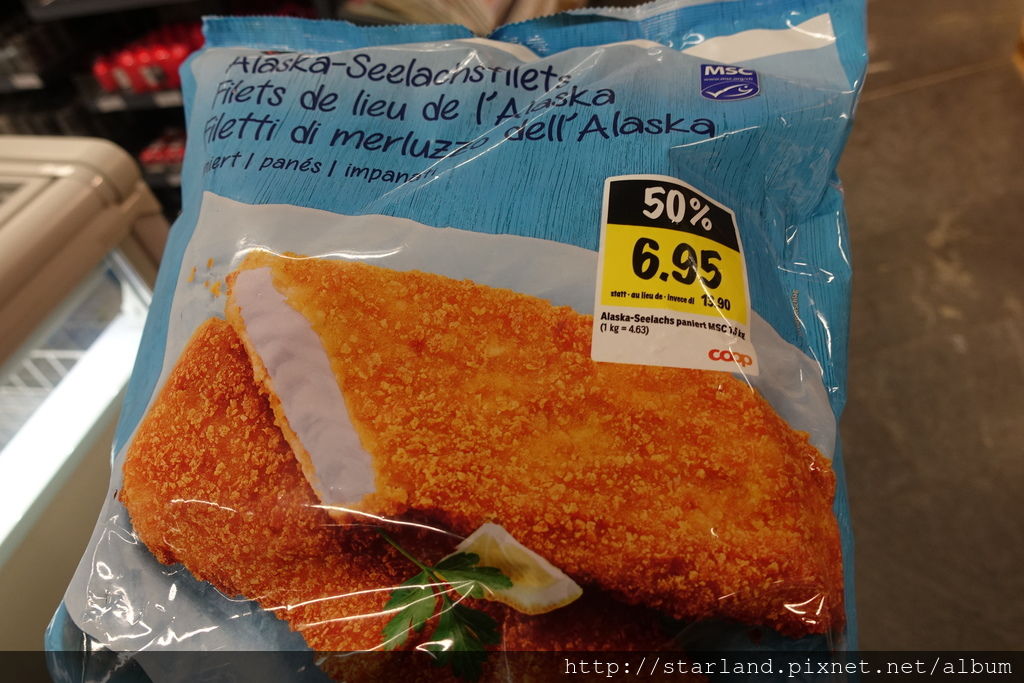 Alaska-Seelachsfilets
Filets de lieu de l'Alaska
Filetti di merluzzo dell'Alaska
/ panés /
MSC
50%
6.95
statt · au lieu de · invece di 13.90
Alaska-Seelachs paniert MSC
(1 kg = 4.63)
coop
http://starland.pixnet.net/album